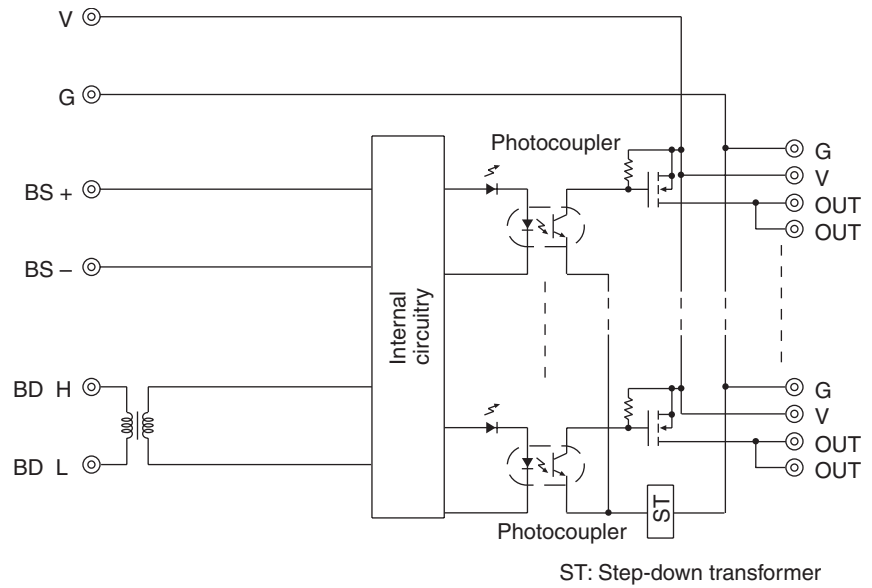 V
G
Photocoupler
G
V
BS +
OUT
OUT
BS –
Internal
circuitry
BD H
G
V
OUT
BD L
OUT
ST
Photocoupler
ST: Step-down transformer